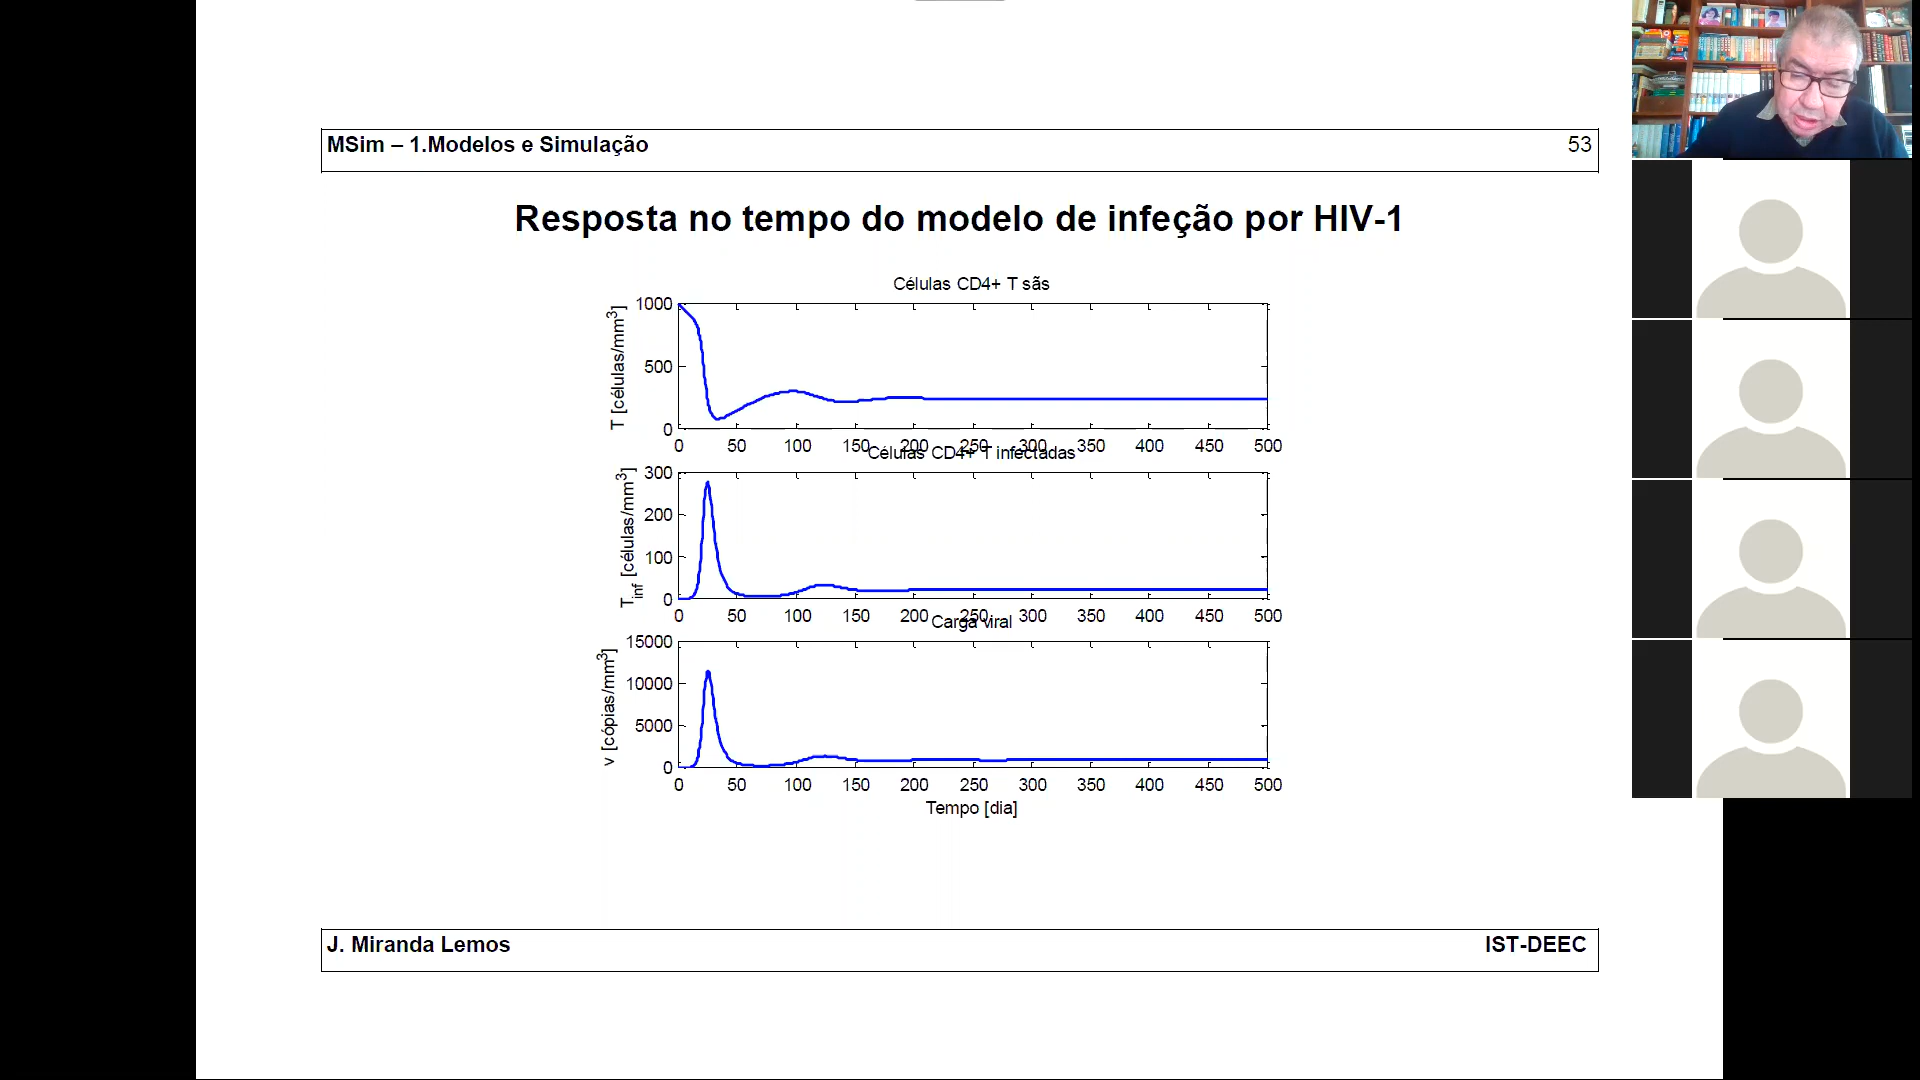 MSim – 1.Modelos e Simulação 53
Resposta no tempo do modelo de infeção por HIV-1
Células CD4+ T sãs
T [células/mm³]
1000
500
0
0 50 100 150 200 250 300 350 400 450 500
Células CD4+ T infectadas
T_inf [células/mm³]
300
200
100
0
0 50 100 150 200 250 300 350 400 450 500
Carga viral
v [cópias/mm³]
15000
10000
5000
0
0 50 100 150 200 250 300 350 400 450 500
Tempo [dia]
J. Miranda Lemos IST-DEEC